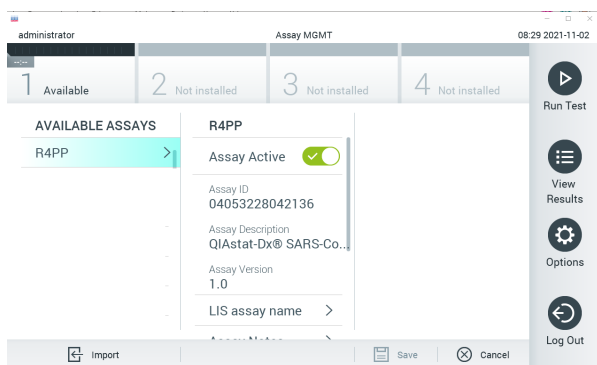 administrator Assay MGMT 08:29 2021-11-02
--:--
1 Available 2 Not installed 3 Not installed 4 Not installed
Run Test
View
Results
Options
Log Out
AVAILABLE ASSAYS
R4PP
R4PP
Assay Active
Assay ID
04053228042136
Assay Description
QIAstat-Dx® SARS-Co...
Assay Version
1.0
LIS assay name
Assay Notes
Import Save Cancel